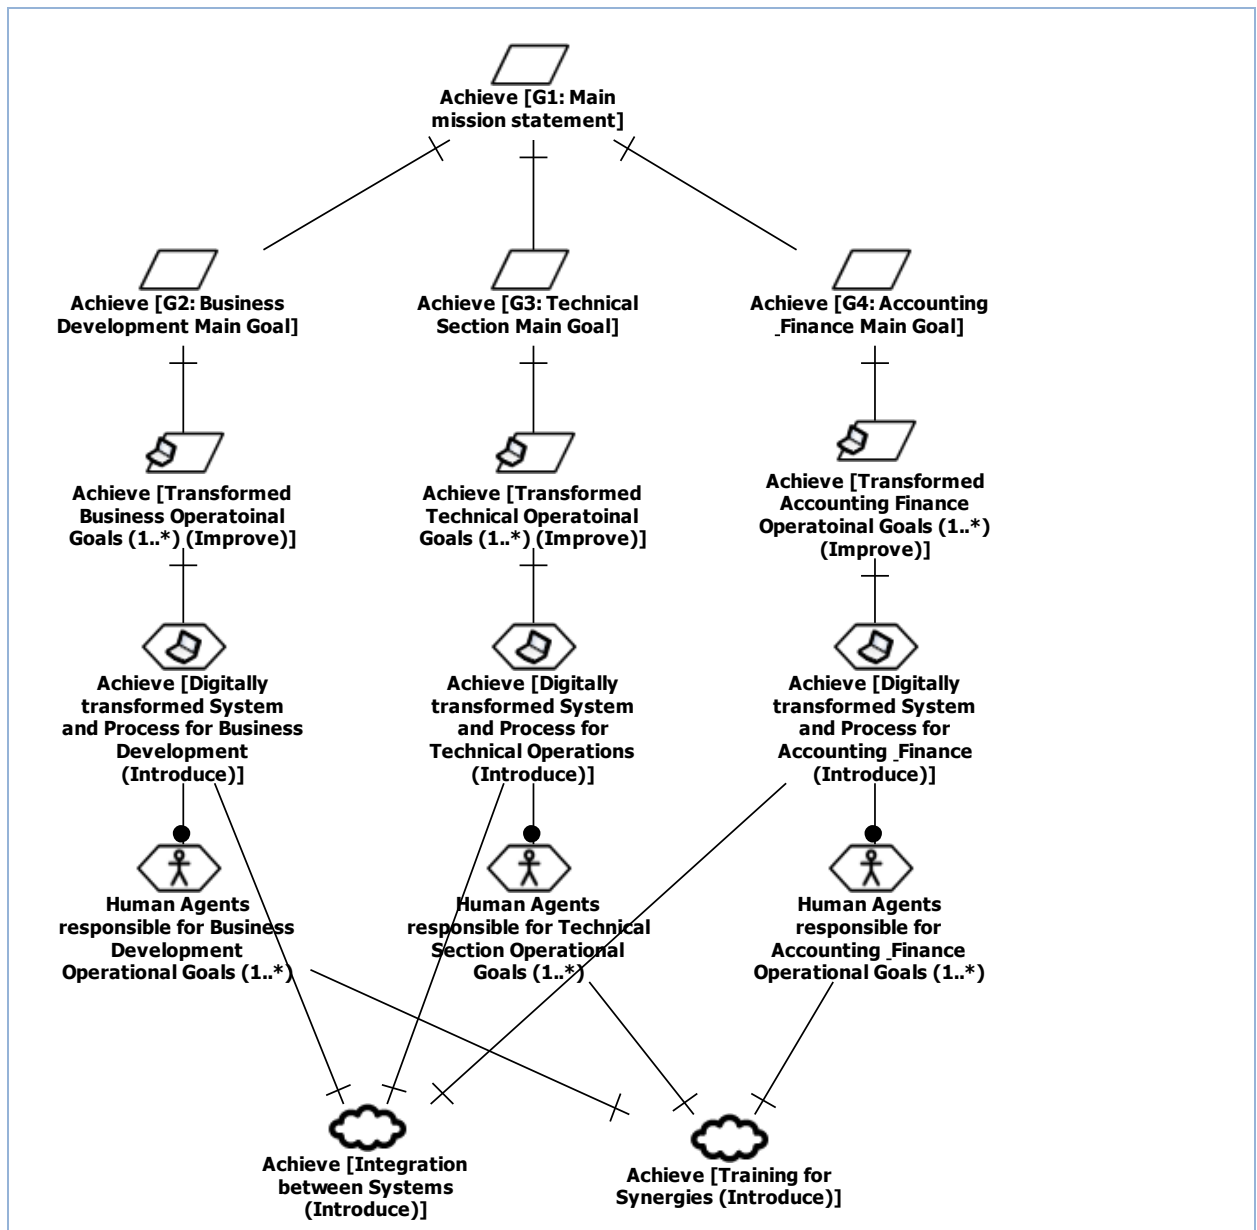 Achieve [G1: Main
mission statement]
Achieve [G2: Business
Development Main Goal]
Achieve [G3: Technical
Section Main Goal]
Achieve [G4: Accounting
_Finance Main Goal]
Achieve [Transformed
Business Operatoinal
Goals (1..*) (Improve)]
Achieve [Transformed
Technical Operatoinal
Goals (1..*) (Improve)]
Achieve [Transformed
Accounting Finance
Operatoinal Goals (1..*)
(Improve)]
Achieve [Digitally
transformed System
and Process for Business
Development
(Introduce)]
Achieve [Digitally
transformed System
and Process for
Technical Operations
(Introduce)]
Achieve [Digitally
transformed System
and Process for
Accounting _Finance
(Introduce)]
Human Agents
responsible for Business
Development
Operational Goals (1..*)
Human Agents
responsible for Technical
Section Operational
Goals (1..*)
Human Agents
responsible for
Accounting _Finance
Operational Goals (1..*)
Achieve [Integration
between Systems
(Introduce)]
Achieve [Training for
Synergies (Introduce)]